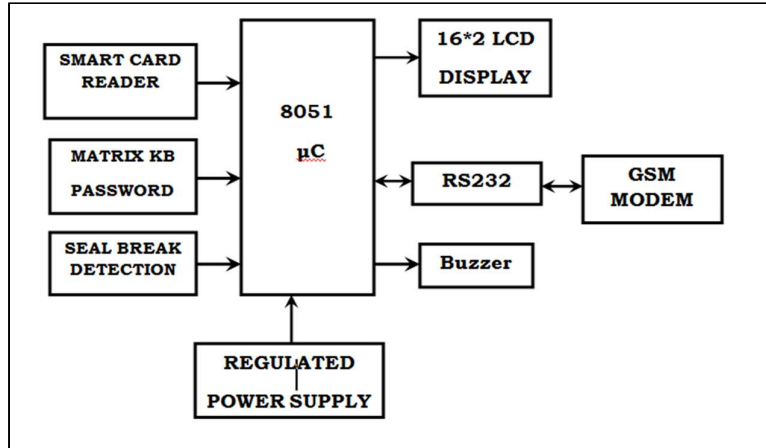 SMART CARD
READER
MATRIX KB
PASSWORD
SEAL BREAK
DETECTION
8051
µC
16*2 LCD
DISPLAY
RS232
GSM
MODEM
Buzzer
REGULATED
POWER SUPPLY